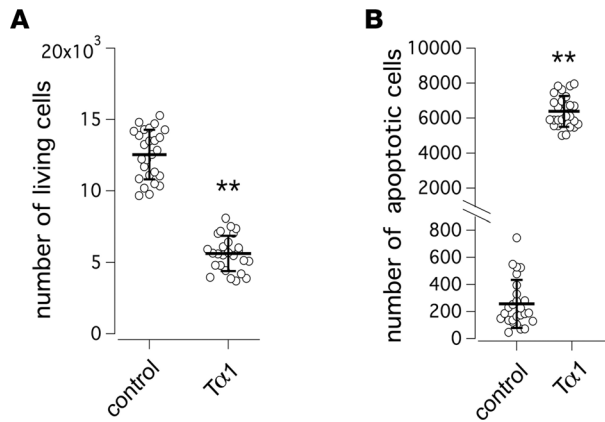 A
20x10³
15
10
5
0
number of living cells
**
control
Tα1
B
10000
8000
6000
4000
2000
800
600
400
200
0
number of apoptotic cells
**
control
Tα1